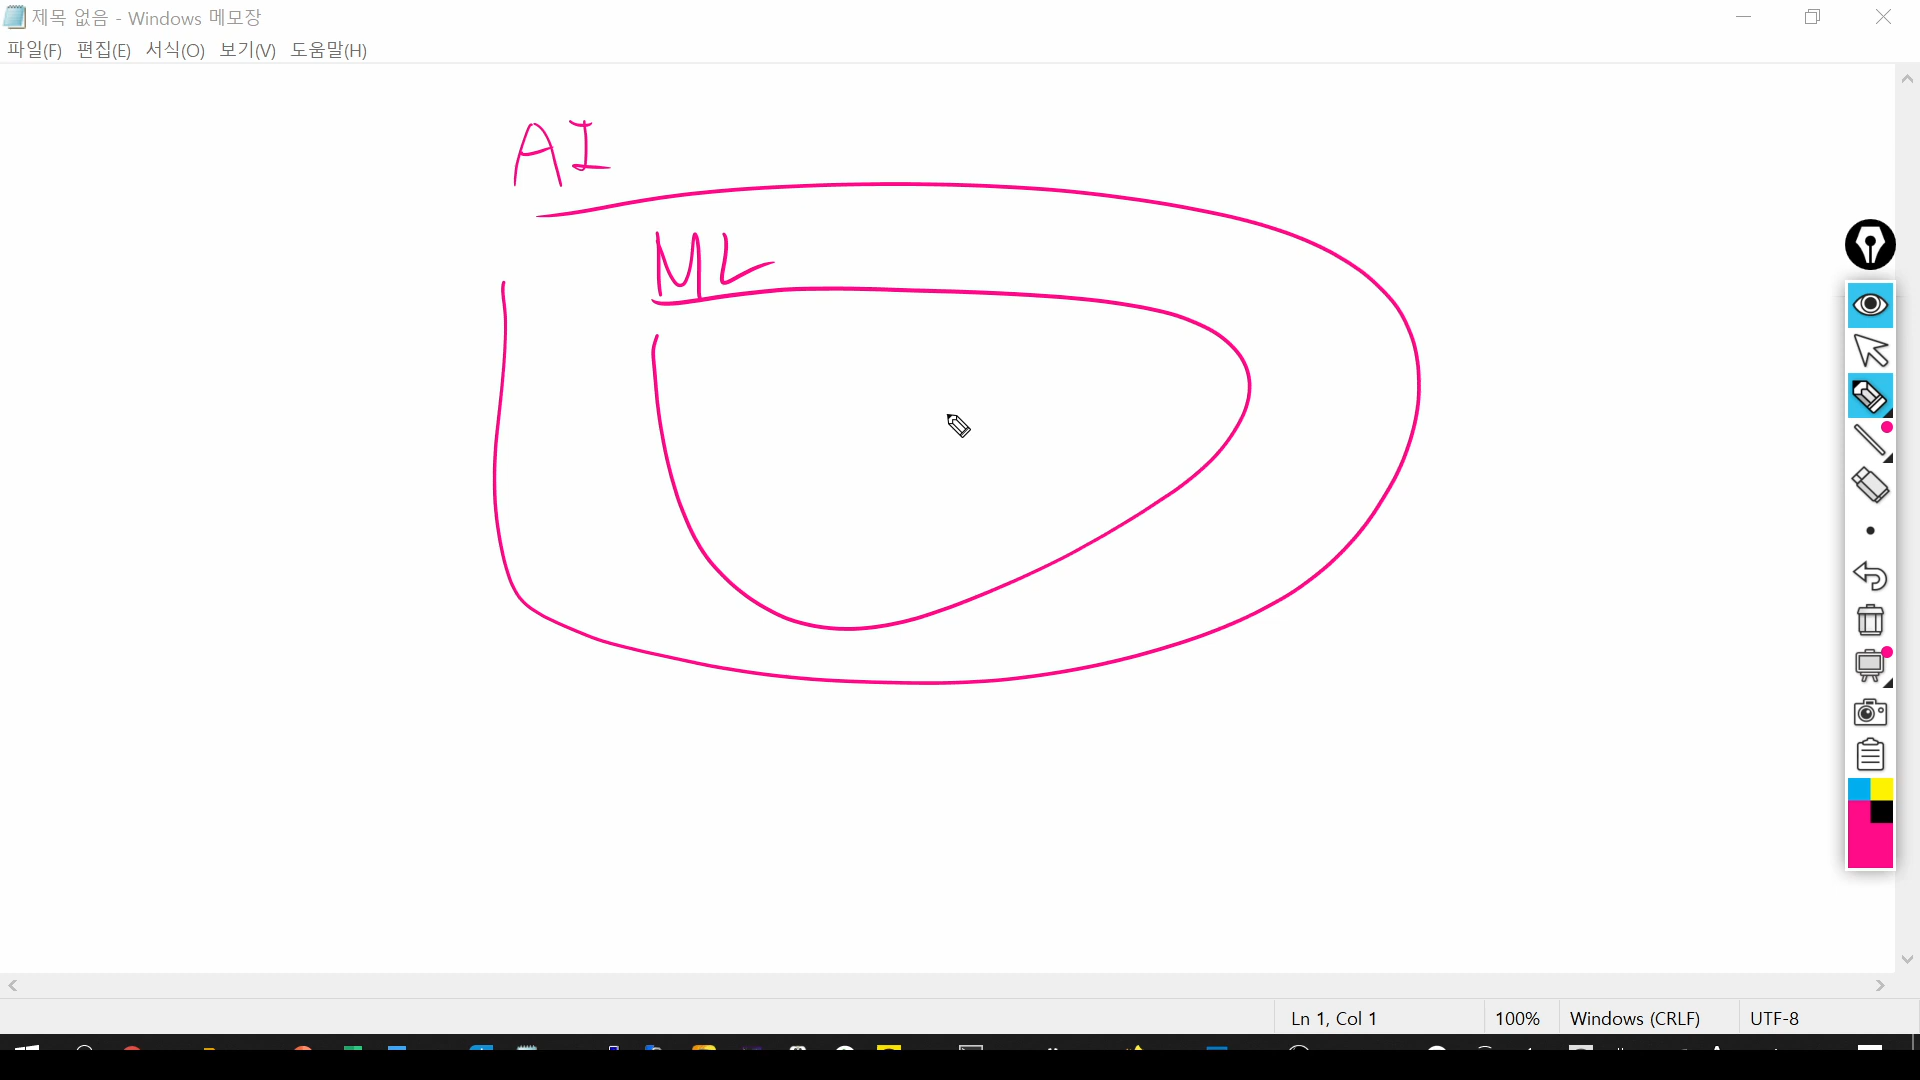 제목 없음 - Windows 메모장
파일(F) 편집(E) 서식(O) 보기(V) 도움말(H)
AI
ML
Ln 1, Col 1 100% Windows (CRLF) UTF-8